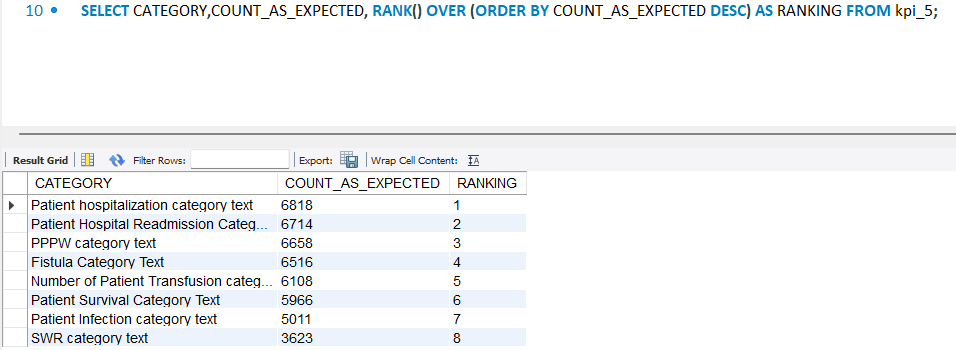 10 SELECT CATEGORY,COUNT_AS_EXPECTED, RANK() OVER (ORDER BY COUNT_AS_EXPECTED DESC) AS RANKING FROM kpi_5;
Result Grid Filter Rows: Export: Wrap Cell Content: IA
CATEGORY COUNT_AS_EXPECTED RANKING
Patient hospitalization category text 6818 1
Patient Hospital Readmission Categ... 6714 2
PPPW category text 6658 3
Fistula Category Text 6516 4
Number of Patient Transfusion categ... 6108 5
Patient Survival Category Text 5966 6
Patient Infection category text 5011 7
SWR category text 3623 8